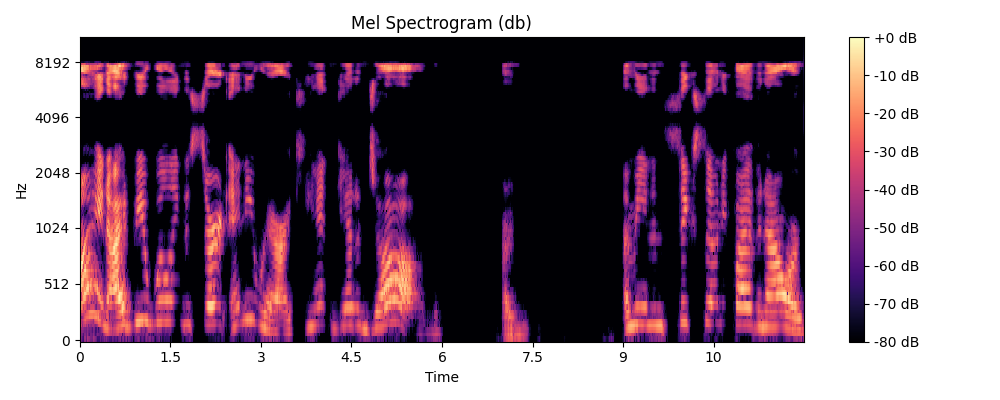 Mel Spectrogram (db)
Hz
8192
4096
2048
1024
512
0
0 1.5 3 4.5 6 7.5 9 10
Time
+0 dB
-10 dB
-20 dB
-30 dB
-40 dB
-50 dB
-60 dB
-70 dB
-80 dB